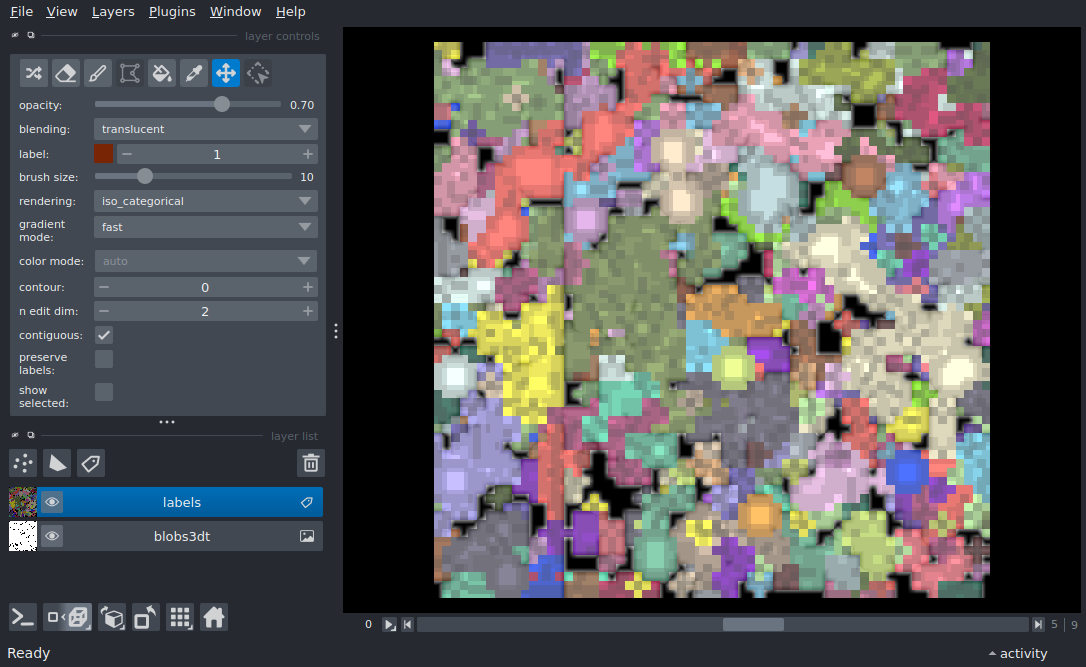 File View Layers Plugins Window Help
layer controls
opacity: 0.70
blending: translucent
label: 1
brush size: 10
rendering: iso_categorical
gradient
mode: fast
color mode: auto
contour: 0
n edit dim: 2
contiguous:
preserve
labels:
show
selected:
layer list
labels
blobs3dt
0 5 | 9
Ready activity